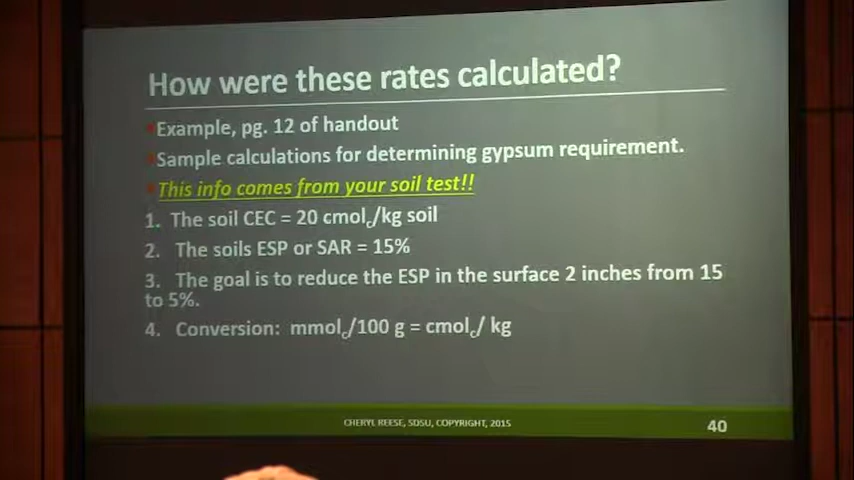 How were these rates calculated?
Example, pg. 12 of handout
Sample calculations for determining gypsum requirement.
This info comes from your soil test!!
1. The soil CEC = 20 cmolc/kg soil
2. The soils ESP or SAR = 15%
3. The goal is to reduce the ESP in the surface 2 inches from 15
to 5%.
4. Conversion: mmolc/100 g = cmolc/ kg
CHERYL REESE, SDSU, COPYRIGHT, 2015
40